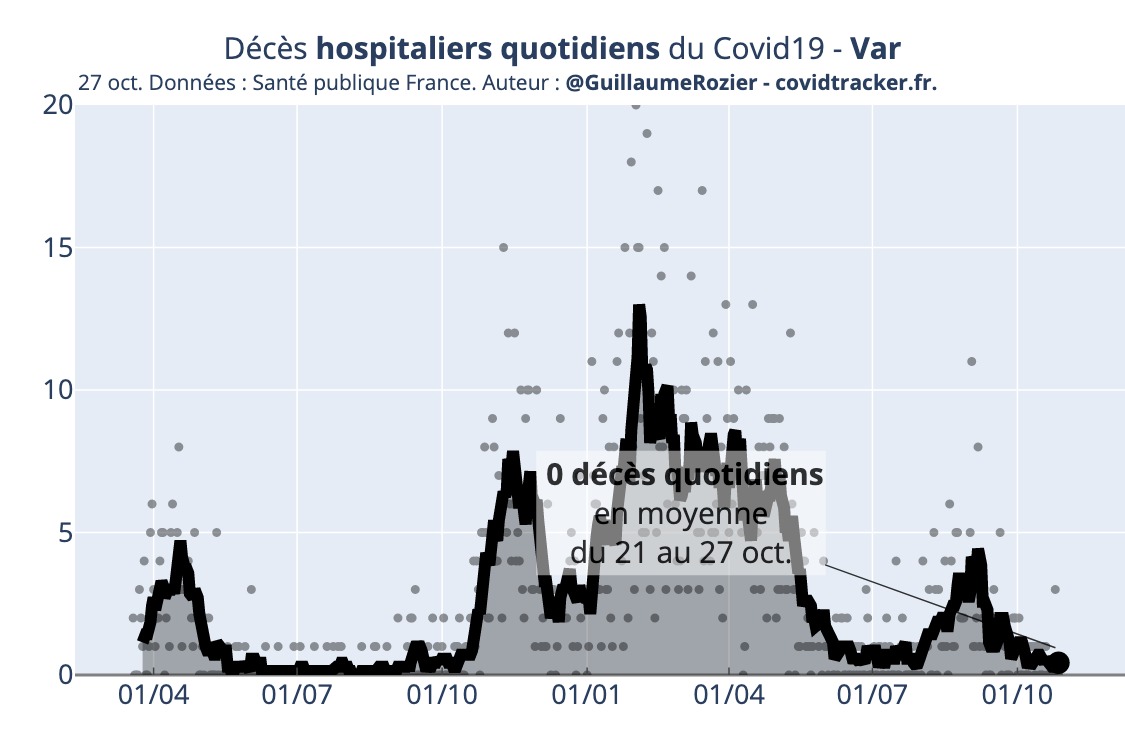 Décès hospitaliers quotidiens du Covid19 - Var
27 oct. Données : Santé publique France. Auteur : @GuillaumeRozier - covidtracker.fr.
20
15
10
5
0
0 décès quotidiens
en moyenne
du 21 au 27 oct.
01/04 01/07 01/10 01/01 01/04 01/07 01/10